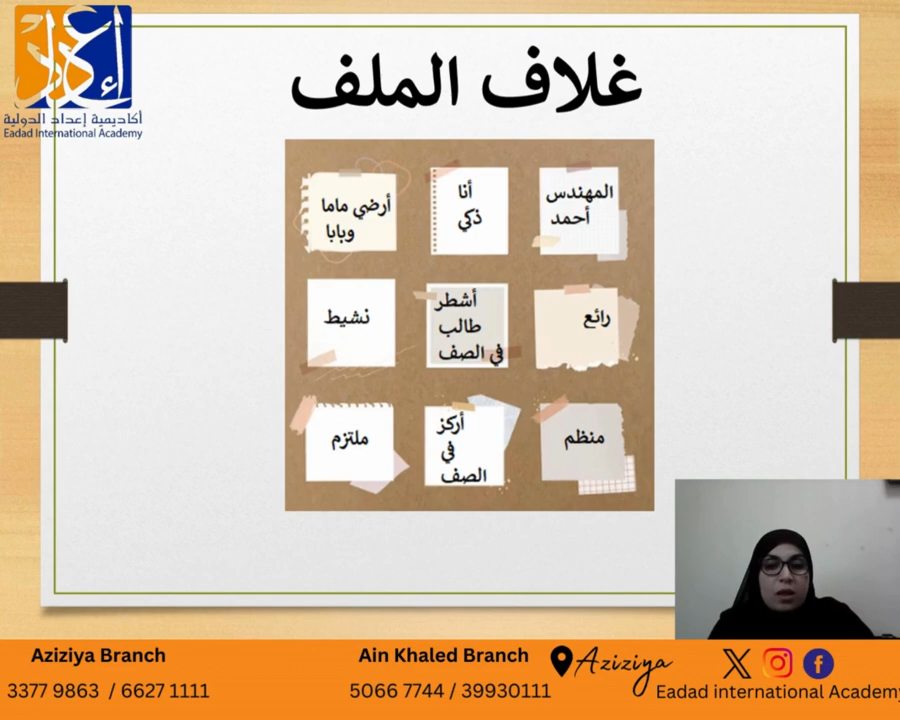 إعداد
أكاديمية إعداد الدولية
Eadad International Academy
غلاف الملف
المهندس
أحمد
أنا
ذكي
أرضي ماما
وبابا
رائع
أشطر
طالب
في الصف
نشيط
منظم
أركز
في
الصف
ملتزم
Aziziya Branch
3377 9863 / 6627 1111
Ain Khaled Branch
5066 7744 / 39930111
Aziziya
Eadad international Academy